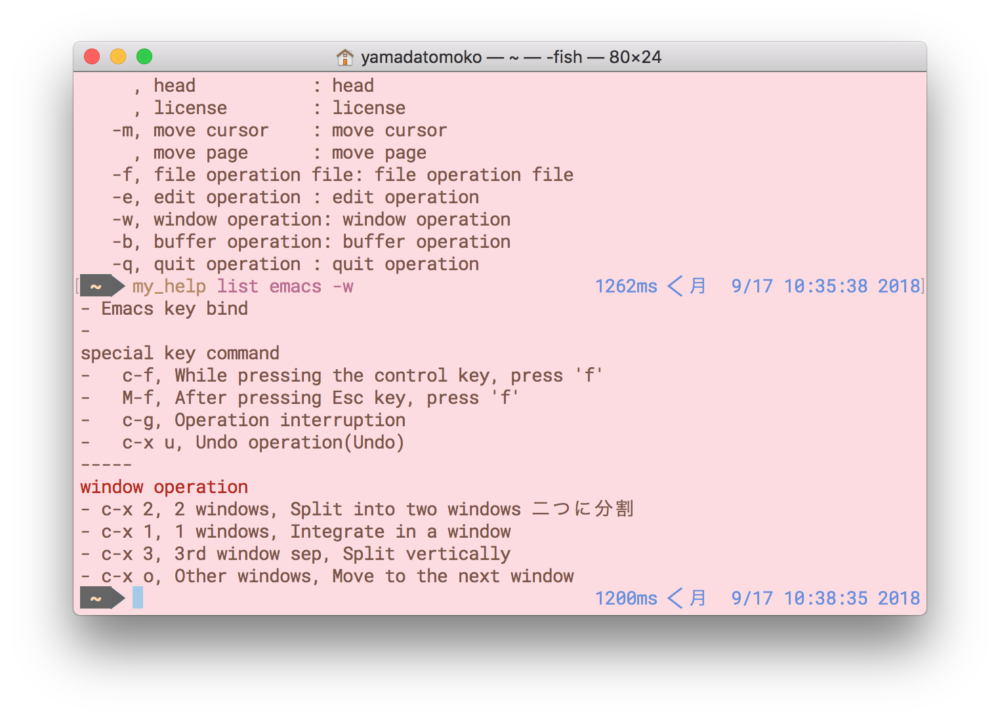 yamadatomoko — ~ — -fish — 80×24
, head : head
, license : license
-m, move cursor : move cursor
, move page : move page
-f, file operation file: file operation file
-e, edit operation : edit operation
-w, window operation: window operation
-b, buffer operation: buffer operation
-q, quit operation : quit operation
~ my_help list emacs -w 1262ms < 月 9/17 10:35:38 2018
- Emacs key bind
-
special key command
- c-f, While pressing the control key, press 'f'
- M-f, After pressing Esc key, press 'f'
- c-g, Operation interruption
- c-x u, Undo operation(Undo)
-----
window operation
- c-x 2, 2 windows, Split into two windows 二つに分割
- c-x 1, 1 windows, Integrate in a window
- c-x 3, 3rd window sep, Split vertically
- c-x o, Other windows, Move to the next window
~ 1200ms < 月 9/17 10:38:35 2018